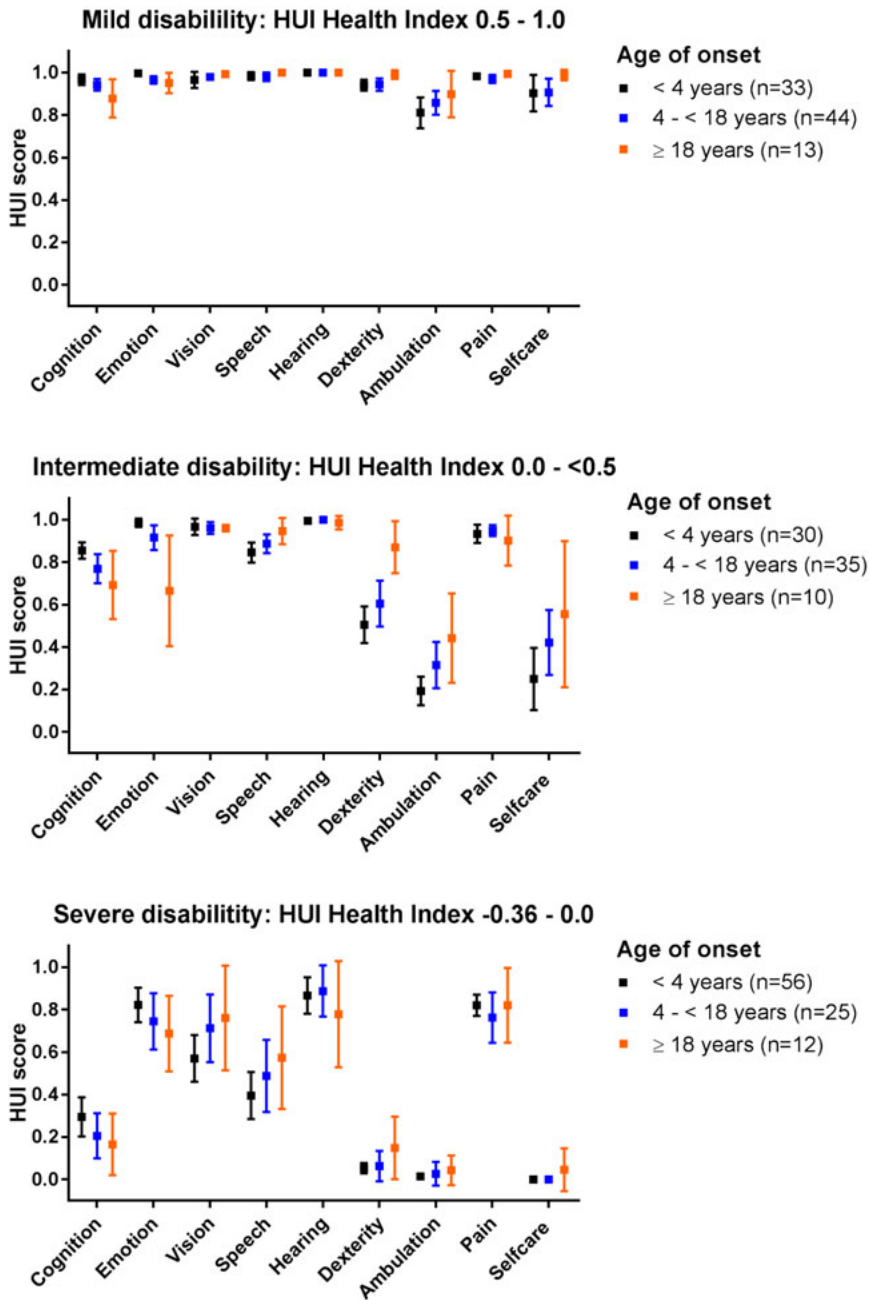 Mild disabilility: HUI Health Index 0.5 - 1.0
HUI score
1.0
0.8
0.6
0.4
0.2
0.0
Cognition
Emotion
Vision
Speech
Hearing
Dexterity
Ambulation
Pain
Selfcare
Age of onset
< 4 years (n=33)
4 - < 18 years (n=44)
≥ 18 years (n=13)
Intermediate disability: HUI Health Index 0.0 - <0.5
HUI score
1.0
0.8
0.6
0.4
0.2
0.0
Cognition
Emotion
Vision
Speech
Hearing
Dexterity
Ambulation
Pain
Selfcare
Age of onset
< 4 years (n=30)
4 - < 18 years (n=35)
≥ 18 years (n=10)
Severe disabilitity: HUI Health Index -0.36 - 0.0
HUI score
1.0
0.8
0.6
0.4
0.2
0.0
Cognition
Emotion
Vision
Speech
Hearing
Dexterity
Ambulation
Pain
Selfcare
Age of onset
< 4 years (n=56)
4 - < 18 years (n=25)
≥ 18 years (n=12)